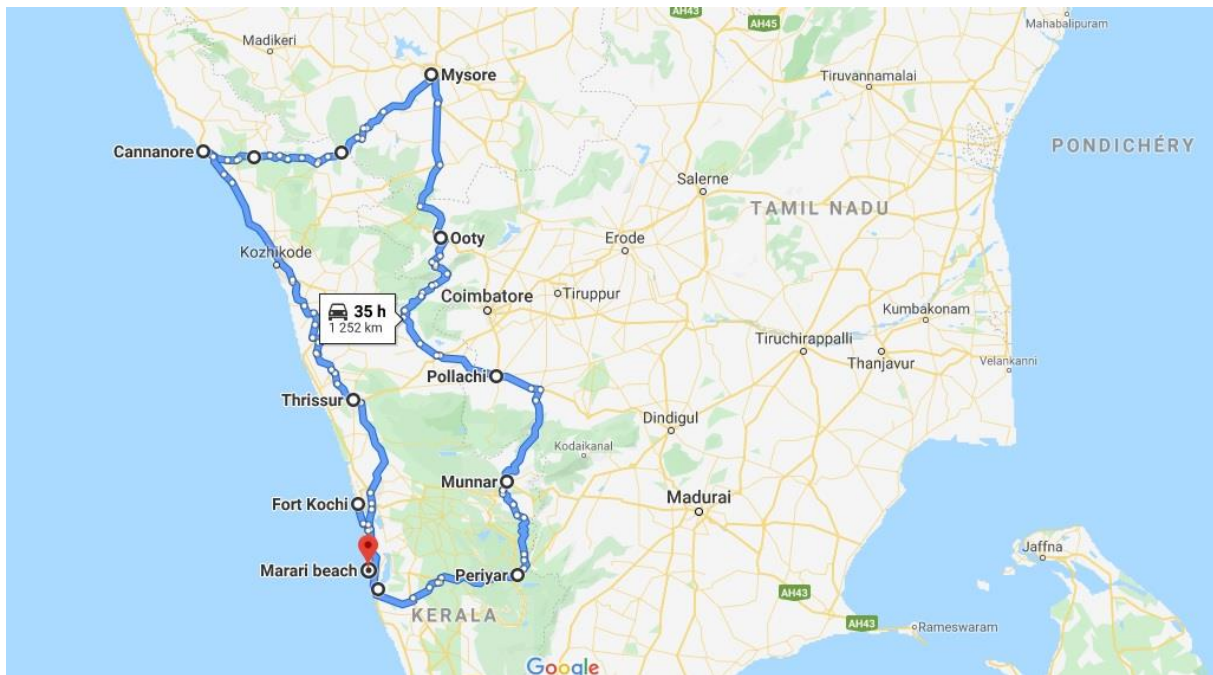 AH43
AH45
Mahabalipuram
Madikeri
Mysore
Tiruvannamalai
Cannanore
PONDICHÉRY
Salerne
TAMIL NADU
Ooty
Erode
Kozhikode
Coimbatore
Tiruppur
35 h
1 252 km
Kumbakonam
Tiruchirappalli
Thanjavur
Velankanni
Pollachi
Thrissur
Dindigul
Kodaikanal
Munnar
Fort Kochi
Madurai
Marari beach
Periyar
Jaffna
AH43
KERALA
AH43
Rameswaram
Google